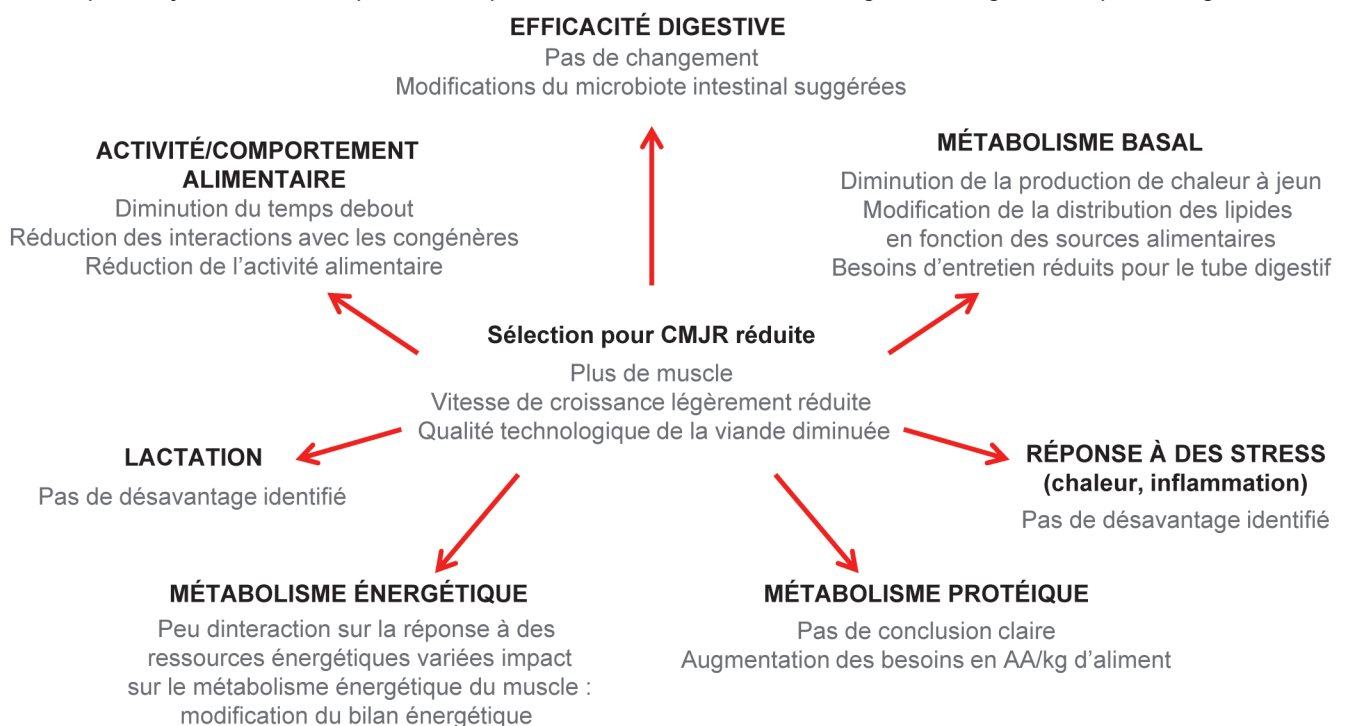 EFFICACITÉ DIGESTIVE
Pas de changement
Modifications du microbiote intestinal suggérées
ACTIVITÉ/COMPORTEMENT
ALIMENTAIRE
Diminution du temps debout
Réduction des interactions avec les congénères
Réduction de l’activité alimentaire
MÉTABOLISME BASAL
Diminution de la production de chaleur à jeun
Modification de la distribution des lipides
en fonction des sources alimentaires
Besoins d’entretien réduits pour le tube digestif
Sélection pour CMJR réduite
Plus de muscle
Vitesse de croissance légèrement réduite
Qualité technologique de la viande diminuée
LACTATION
Pas de désavantage identifié
RÉPONSE À DES STRESS
(chaleur, inflammation)
Pas de désavantage identifié
MÉTABOLISME ÉNERGÉTIQUE
Peu dinteraction sur la réponse à des
ressources énergétiques variées impact
sur le métabolisme énergétique du muscle :
modification du bilan énergétique
MÉTABOLISME PROTÉIQUE
Pas de conclusion claire
Augmentation des besoins en AA/kg d’aliment